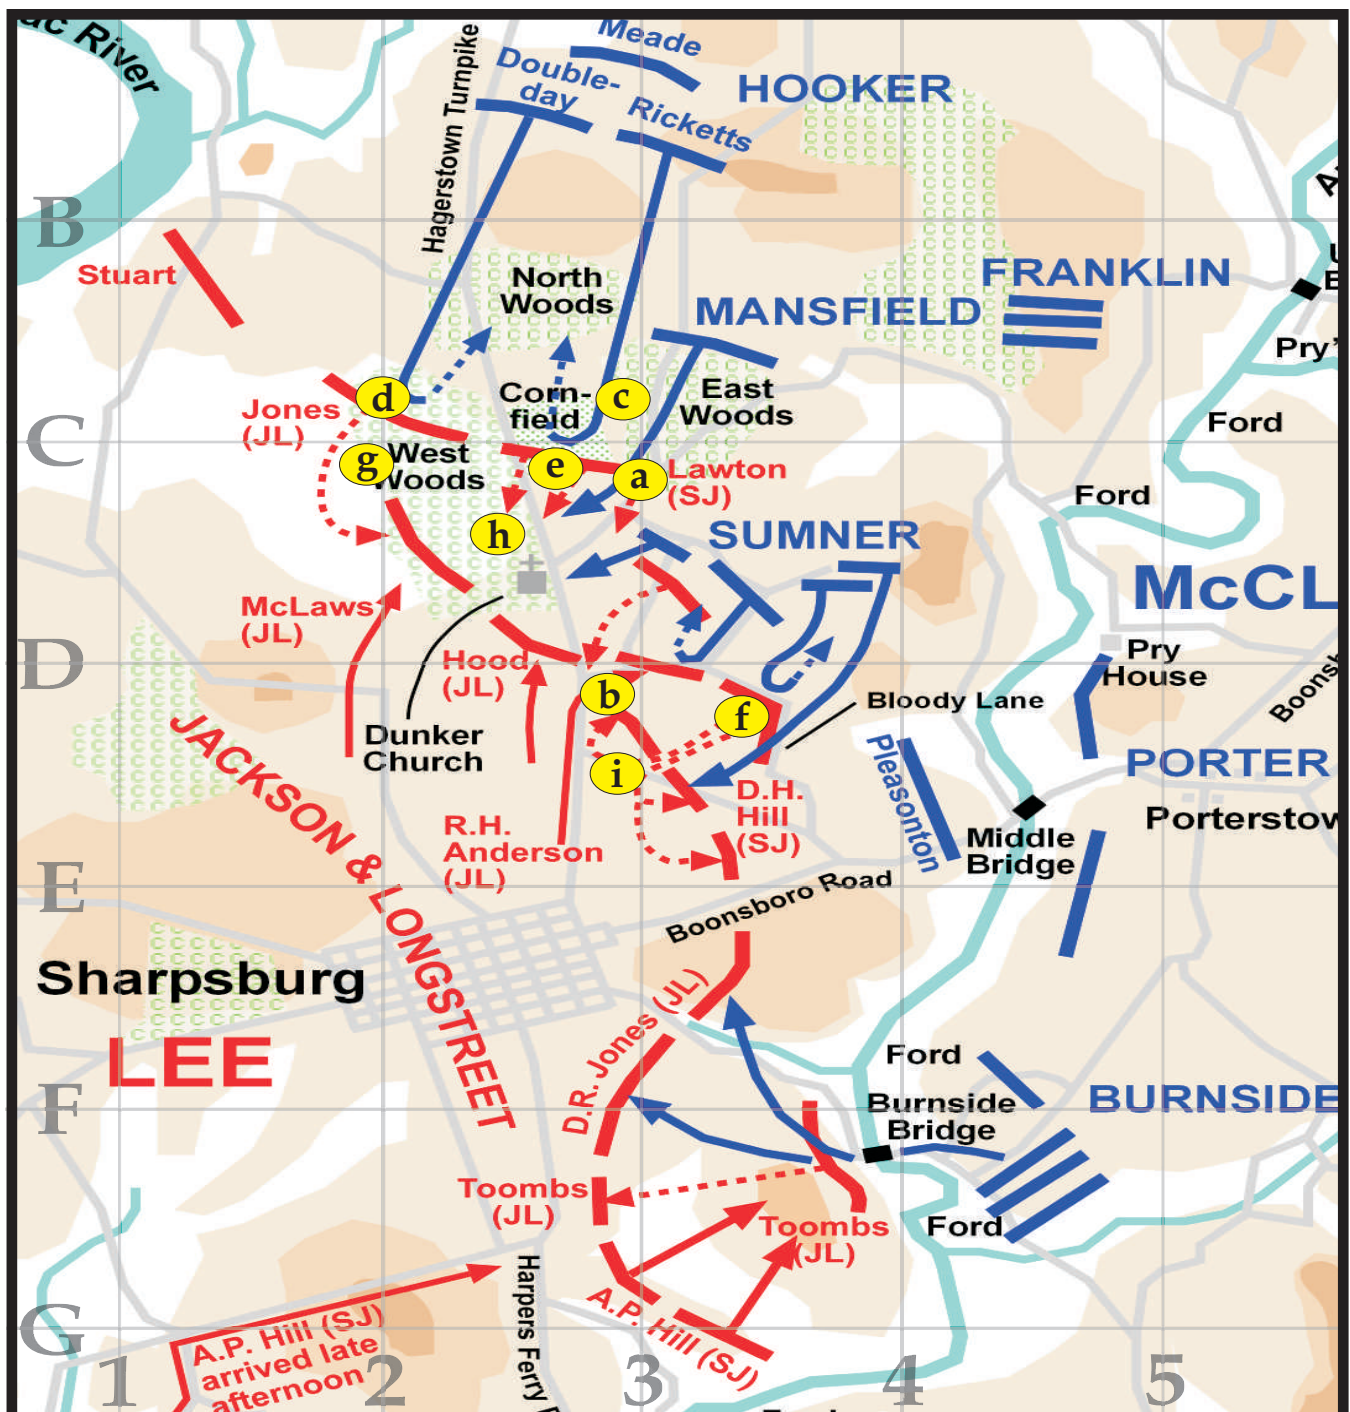 ac River
Meade
Double-
day
Ricketts
HOOKER
Hagerstown Turnpike
B
Stuart
North
Woods
FRANKLIN
MANSFIELD
Pry'
Corn-
field
East
Woods
d
c
Jones
(JL)
C
Ford
West
Woods
g
e
a
Lawton
(SJ)
Ford
h
SUMNER
McCL
McLaws
(JL)
D
Hood
(JL)
Pry
House
Boonsb
b
f
Bloody Lane
Dunker
Church
JACKSON & LONGSTREET
i
Pleasonton
PORTER
D.H.
Hill
(SJ)
Porterstow
R.H.
Anderson
(JL)
Middle
Bridge
E
Boonsboro Road
Sharpsburg
LEE
D.R. Jones (JL)
Ford
F
Burnside
Bridge
BURNSIDE
Toombs
(JL)
Toombs
(JL)
Ford
Harpers Ferry
A.P. Hill (SJ)
G
A.P. Hill (SJ)
arrived late
afternoon
1
2
3
4
5